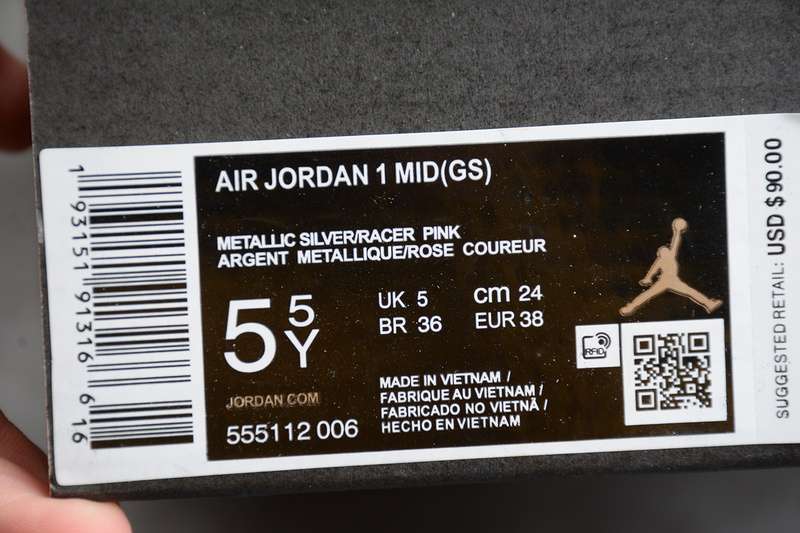 AIR JORDAN 1 MID(GS)
METALLIC SILVER/RACER PINK
ARGENT METALLIQUE/ROSE COUREUR
5 5Y
UK 5 cm 24
BR 36 EUR 38
JORDAN.COM
555112 006
MADE IN VIETNAM /
FABRIQUE AU VIETNAM /
FABRICADO NO VIETNÃ /
HECHO EN VIETNAM
RFID
1 93151 91316 6 16
SUGGESTED RETAIL: USD $90.00